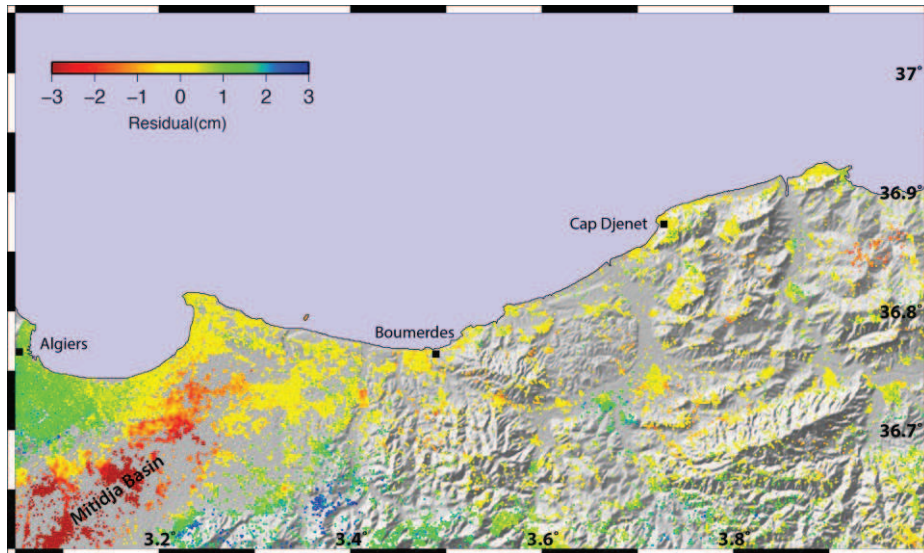 37°
−3 −2 −1 0 1 2 3
Residual(cm)
36.9°
Cap Djenet
36.8°
Boumerdes
Algiers
36.7°
Mitidja Basin
3.2° 3.4° 3.6° 3.8°